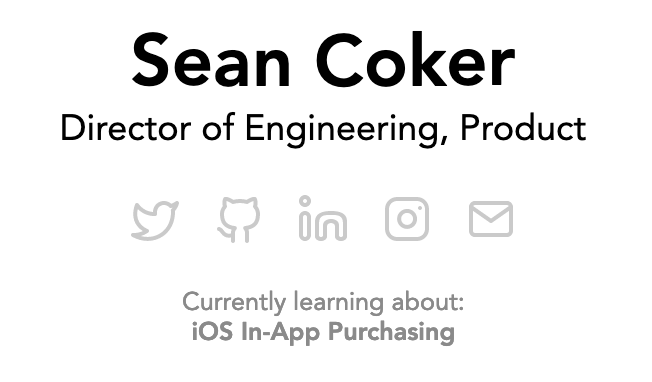 Sean Coker
Director of Engineering, Product
Currently learning about:
iOS In-App Purchasing